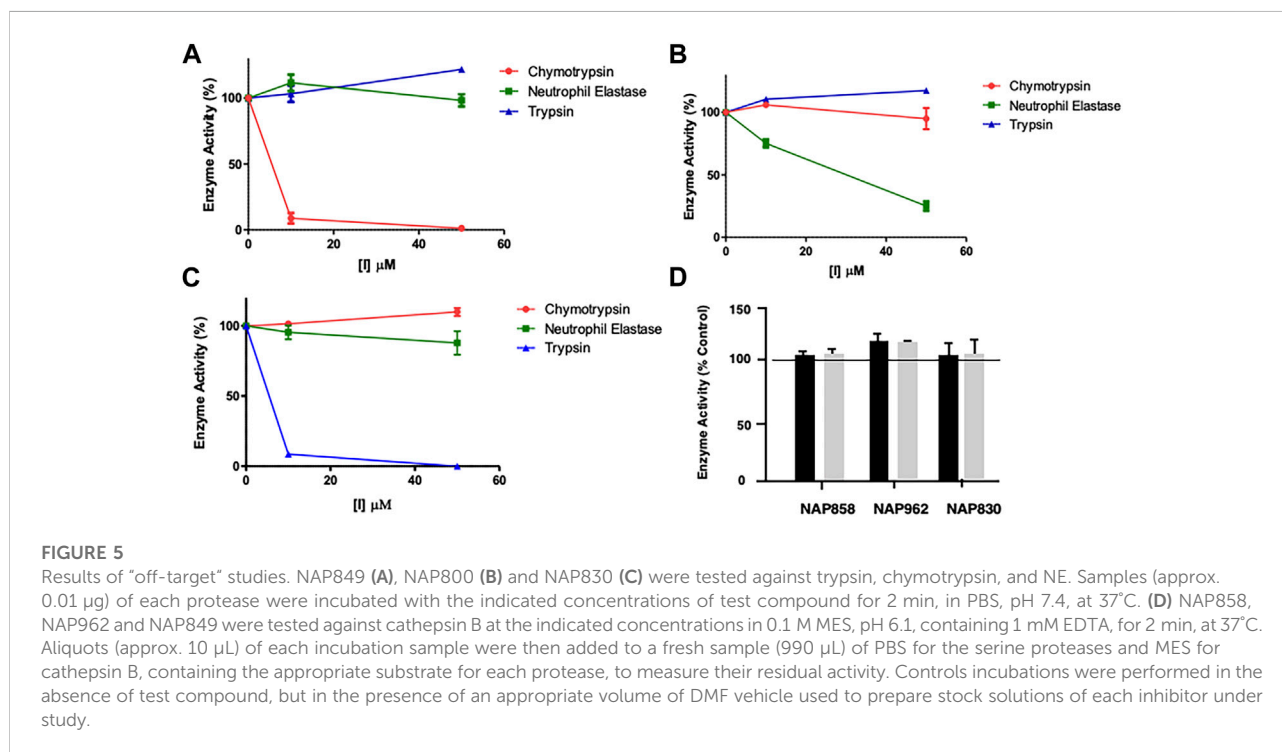 A
Enzyme Activity (%)
100
50
0
0 20 40 60
[I] μM
Chymotrypsin
Neutrophil Elastase
Trypsin
B
Enzyme Activity (%)
100
50
0
0 20 40 60
[I] μM
Chymotrypsin
Neutrophil Elastase
Trypsin
C
Enzyme Activity (%)
100
50
0
0 20 40 60
[I] μM
Chymotrypsin
Neutrophil Elastase
Trypsin
D
Enzyme Activity (% Control)
150
100
50
0
NAP858 NAP962 NAP830
FIGURE 5
Results of "off-target" studies. NAP849 (A), NAP800 (B) and NAP830 (C) were tested against trypsin, chymotrypsin, and NE. Samples (approx.
0.01 μg) of each protease were incubated with the indicated concentrations of test compound for 2 min, in PBS, pH 7.4, at 37°C. (D) NAP858,
NAP962 and NAP849 were tested against cathepsin B at the indicated concentrations in 0.1 M MES, pH 6.1, containing 1 mM EDTA, for 2 min, at 37°C.
Aliquots (approx. 10 μL) of each incubation sample were then added to a fresh sample (990 μL) of PBS for the serine proteases and MES for
cathepsin B, containing the appropriate substrate for each protease, to measure their residual activity. Controls incubations were performed in the
absence of test compound, but in the presence of an appropriate volume of DMF vehicle used to prepare stock solutions of each inhibitor under
study.